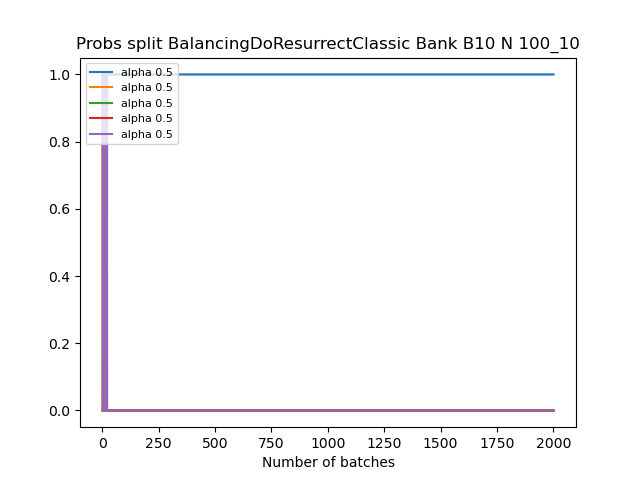 Probs split BalancingDoResurrectClassic Bank B10 N 100_10
alpha 0.5
alpha 0.5
alpha 0.5
alpha 0.5
alpha 0.5
1.0
0.8
0.6
0.4
0.2
0.0
0 250 500 750 1000 1250 1500 1750 2000
Number of batches